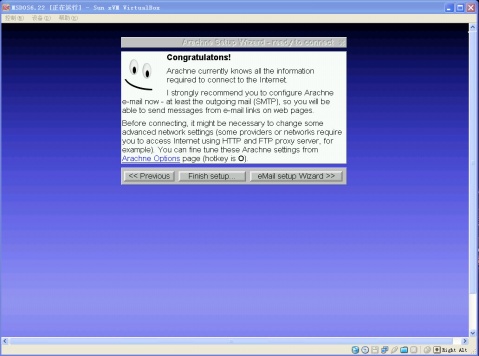 MSDOS6.22 [正在运行] - Sun xVM VirtualBox
控制(M) 设备(D) 帮助(H)
Arachne Setup Wizard - ready to connect
Congratulatons!
Arachne currently knows all the information
required to connect to the Internet.
I strongly recommend you to configure Arachne
e-mail now - at least the outgoing mail (SMTP), so you will be
able to send messages from e-mail links on web pages.
Before connecting, it might be necessary to change some
advanced network settings (some providers or networks require
you to access Internet using HTTP and FTP proxy server, for
example). You can fine tune these Arachne settings from
Arachne Options page (hotkey is O).
<< Previous Finish setup... eMail setup Wizard >>
Right Alt